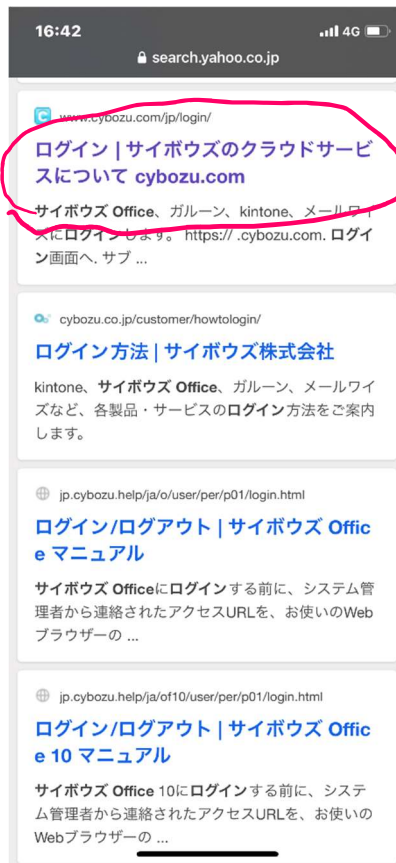 16:42
4G
search.yahoo.co.jp
www.cybozu.com/jp/login/
ログイン | サイボウズのクラウドサービ
スについて cybozu.com
サイボウズ Office、ガルーン、kintone、メールワイ
ズにログインします。 https:// .cybozu.com. ログイ
ン画面へ. サブ ...
cybozu.co.jp/customer/howtologin/
ログイン方法 | サイボウズ株式会社
kintone、サイボウズ Office、ガルーン、メールワイ
ズなど、各製品・サービスのログイン方法をご案内
します。
jp.cybozu.help/ja/o/user/per/p01/login.html
ログイン/ログアウト | サイボウズ Offic
e マニュアル
サイボウズ Officeにログインする前に、システム管
理者から連絡されたアクセスURLを、お使いのWeb
ブラウザーの ...
jp.cybozu.help/ja/of10/user/per/p01/login.html
ログイン/ログアウト | サイボウズ Offic
e 10 マニュアル
サイボウズ Office 10にログインする前に、システ
ム管理者から連絡されたアクセスURLを、お使いの
Webブラウザーの ...